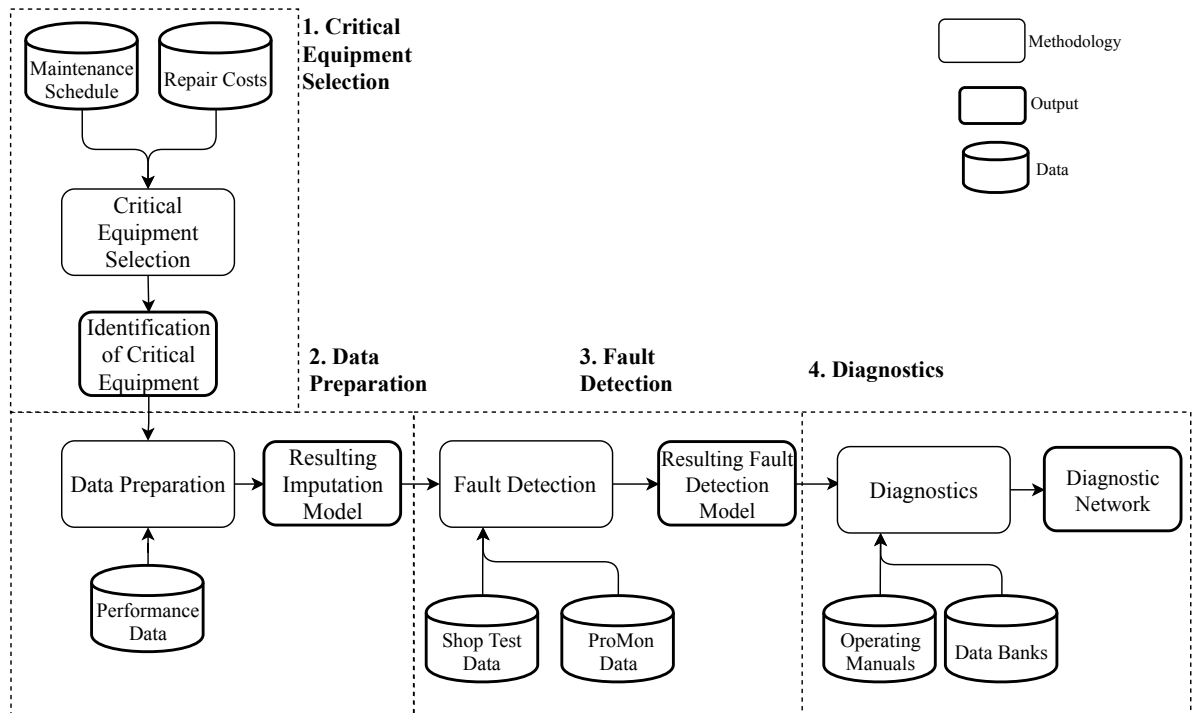 1. Critical
Equipment
Selection
Maintenance
Schedule
Repair Costs
Methodology
Output
Data
Critical
Equipment
Selection
Identification
of Critical
Equipment
2. Data
Preparation
3. Fault
Detection
4. Diagnostics
Data Preparation
Resulting
Imputation
Model
Fault Detection
Resulting Fault
Detection
Model
Diagnostics
Diagnostic
Network
Performance
Data
Shop Test
Data
ProMon
Data
Operating
Manuals
Data Banks